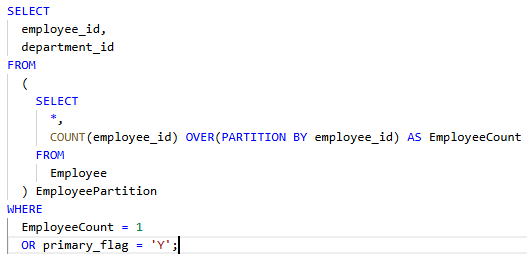 SELECT
employee_id,
department_id
FROM
(
SELECT
*,
COUNT(employee_id) OVER(PARTITION BY employee_id) AS EmployeeCount
FROM
Employee
) EmployeePartition
WHERE
EmployeeCount = 1
OR primary_flag = 'Y';